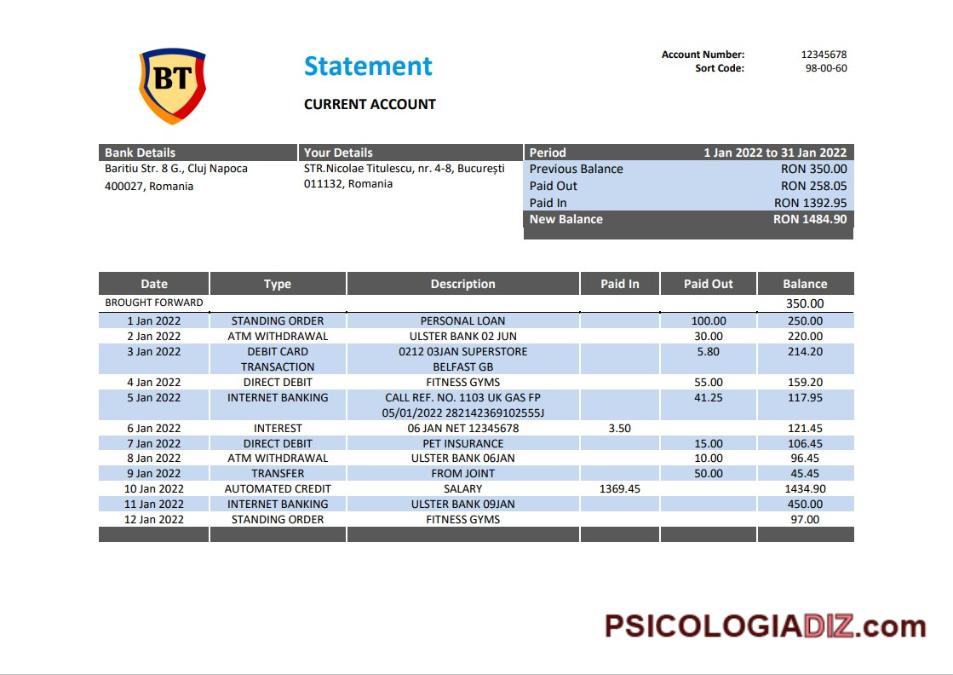 BT
Statement
CURRENT ACCOUNT
Account Number: 12345678
Sort Code: 98-00-60
Bank Details Your Details Period 1 Jan 2022 to 31 Jan 2022
Baritiu Str. 8 G., Cluj Napoca STR.Nicolae Titulescu, nr. 4-8, București Previous Balance RON 350.00
400027, Romania 011132, Romania Paid Out RON 258.05
Paid In RON 1392.95
New Balance RON 1484.90
Date Type Description Paid In Paid Out Balance
BROUGHT FORWARD 350.00
1 Jan 2022 STANDING ORDER PERSONAL LOAN 100.00 250.00
2 Jan 2022 ATM WITHDRAWAL ULSTER BANK 02 JUN 30.00 220.00
3 Jan 2022 DEBIT CARD 0212 03JAN SUPERSTORE 5.80 214.20
TRANSACTION BELFAST GB
4 Jan 2022 DIRECT DEBIT FITNESS GYMS 55.00 159.20
5 Jan 2022 INTERNET BANKING CALL REF. NO. 1103 UK GAS FP 41.25 117.95
05/01/2022 282142369102555J
6 Jan 2022 INTEREST 06 JAN NET 12345678 3.50 121.45
7 Jan 2022 DIRECT DEBIT PET INSURANCE 15.00 106.45
8 Jan 2022 ATM WITHDRAWAL ULSTER BANK 06JAN 10.00 96.45
9 Jan 2022 TRANSFER FROM JOINT 50.00 45.45
10 Jan 2022 AUTOMATED CREDIT SALARY 1369.45 1434.90
11 Jan 2022 INTERNET BANKING ULSTER BANK 09JAN 450.00
12 Jan 2022 STANDING ORDER FITNESS GYMS 97.00
PSICOLOGIADIZ.com